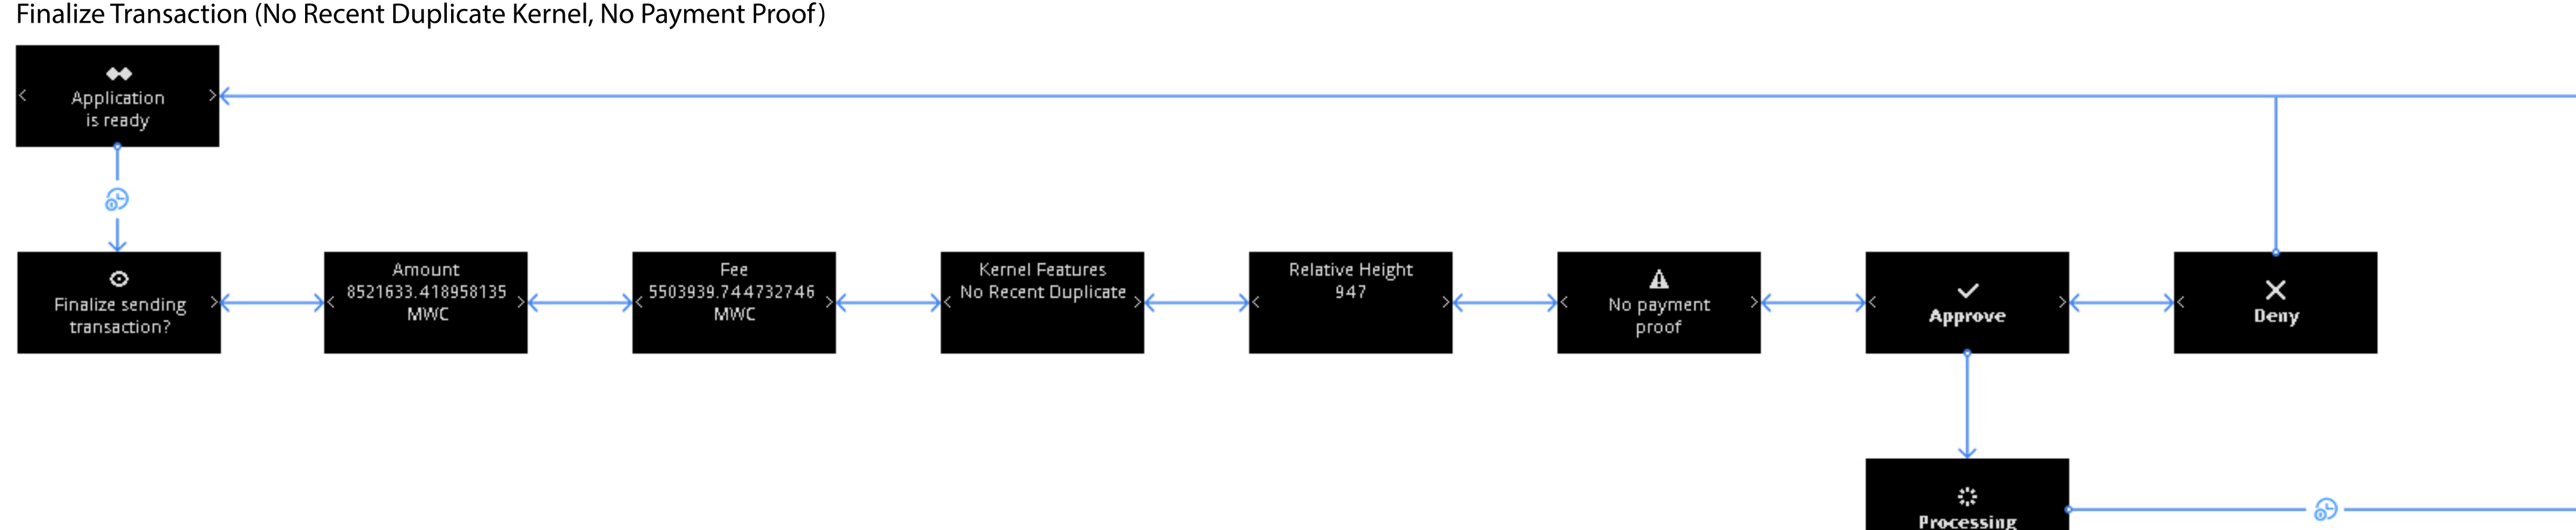 Finalize Transaction (No Recent Duplicate Kernel, No Payment Proof)
Application
is ready
Finalize sending
transaction?
Amount
8521633.418958135
MWC
Fee
5503939.744732746
MWC
Kernel Features
No Recent Duplicate
Relative Height
947
No payment
proof
Approve
Deny
Processing